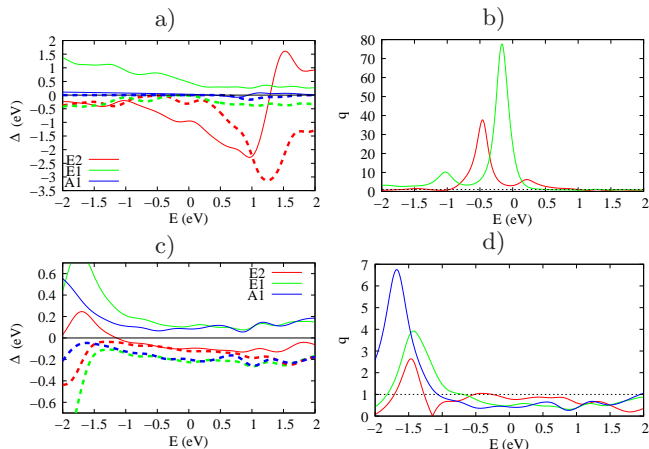 a)
b)
2
1.5
1
0.5
0
−0.5
−1
−1.5
−2
−2.5
−3
−3.5
Δ (eV)
E2
E1
A1
−2 −1.5 −1 −0.5 0 0.5 1 1.5 2
E (eV)
80
70
60
50
40
30
20
10
0
q
−2 −1.5 −1 −0.5 0 0.5 1 1.5 2
E (eV)
c)
d)
0.6
0.4
0.2
0
−0.2
−0.4
−0.6
Δ (eV)
E2
E1
A1
−2 −1.5 −1 −0.5 0 0.5 1 1.5 2
E (eV)
7
6
5
4
3
2
1
0
q
−2 −1.5 −1 −0.5 0 0.5 1 1.5 2
E (eV)